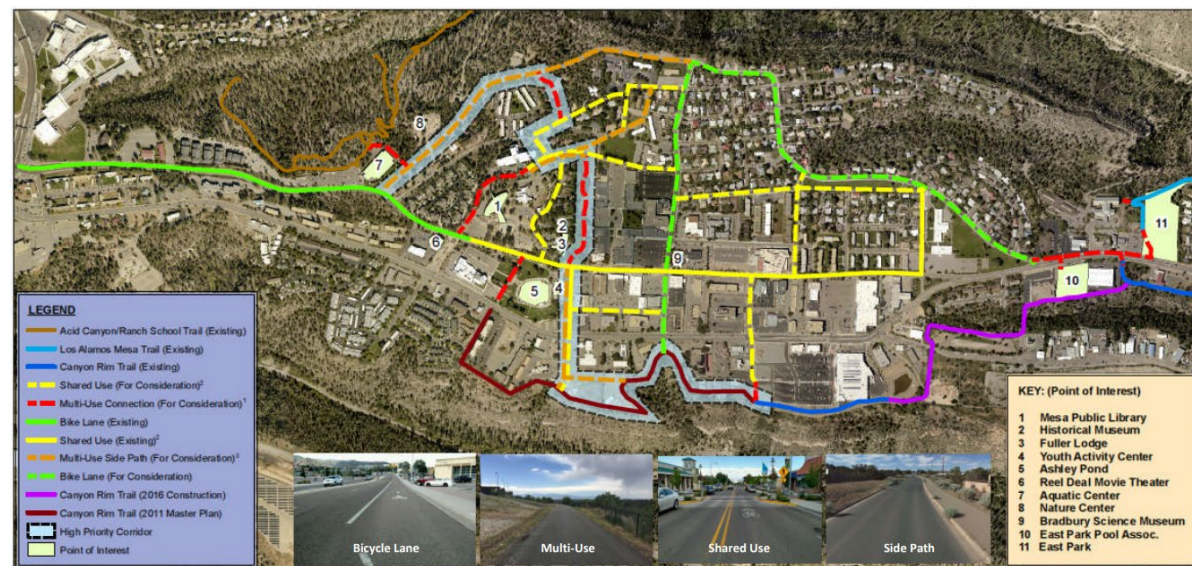 8
7
1
2
6
3
9
5
4
11
10
LEGEND
Acid Canyon/Ranch School Trail (Existing)
Los Alamos Mesa Trail (Existing)
Canyon Rim Trail (Existing)
Shared Use (For Consideration)²
Multi-Use Connection (For Consideration)¹
Bike Lane (Existing)
Shared Use (Existing)²
Multi-Use Side Path (For Consideration)³
Bike Lane (For Consideration)
Canyon Rim Trail (2016 Construction)
Canyon Rim Trail (2011 Master Plan)
High Priority Corridor
Point of Interest
Bicycle Lane
Multi-Use
Shared Use
Side Path
KEY: (Point of Interest)
1 Mesa Public Library
2 Historical Museum
3 Fuller Lodge
4 Youth Activity Center
5 Ashley Pond
6 Reel Deal Movie Theater
7 Aquatic Center
8 Nature Center
9 Bradbury Science Museum
10 East Park Pool Assoc.
11 East Park